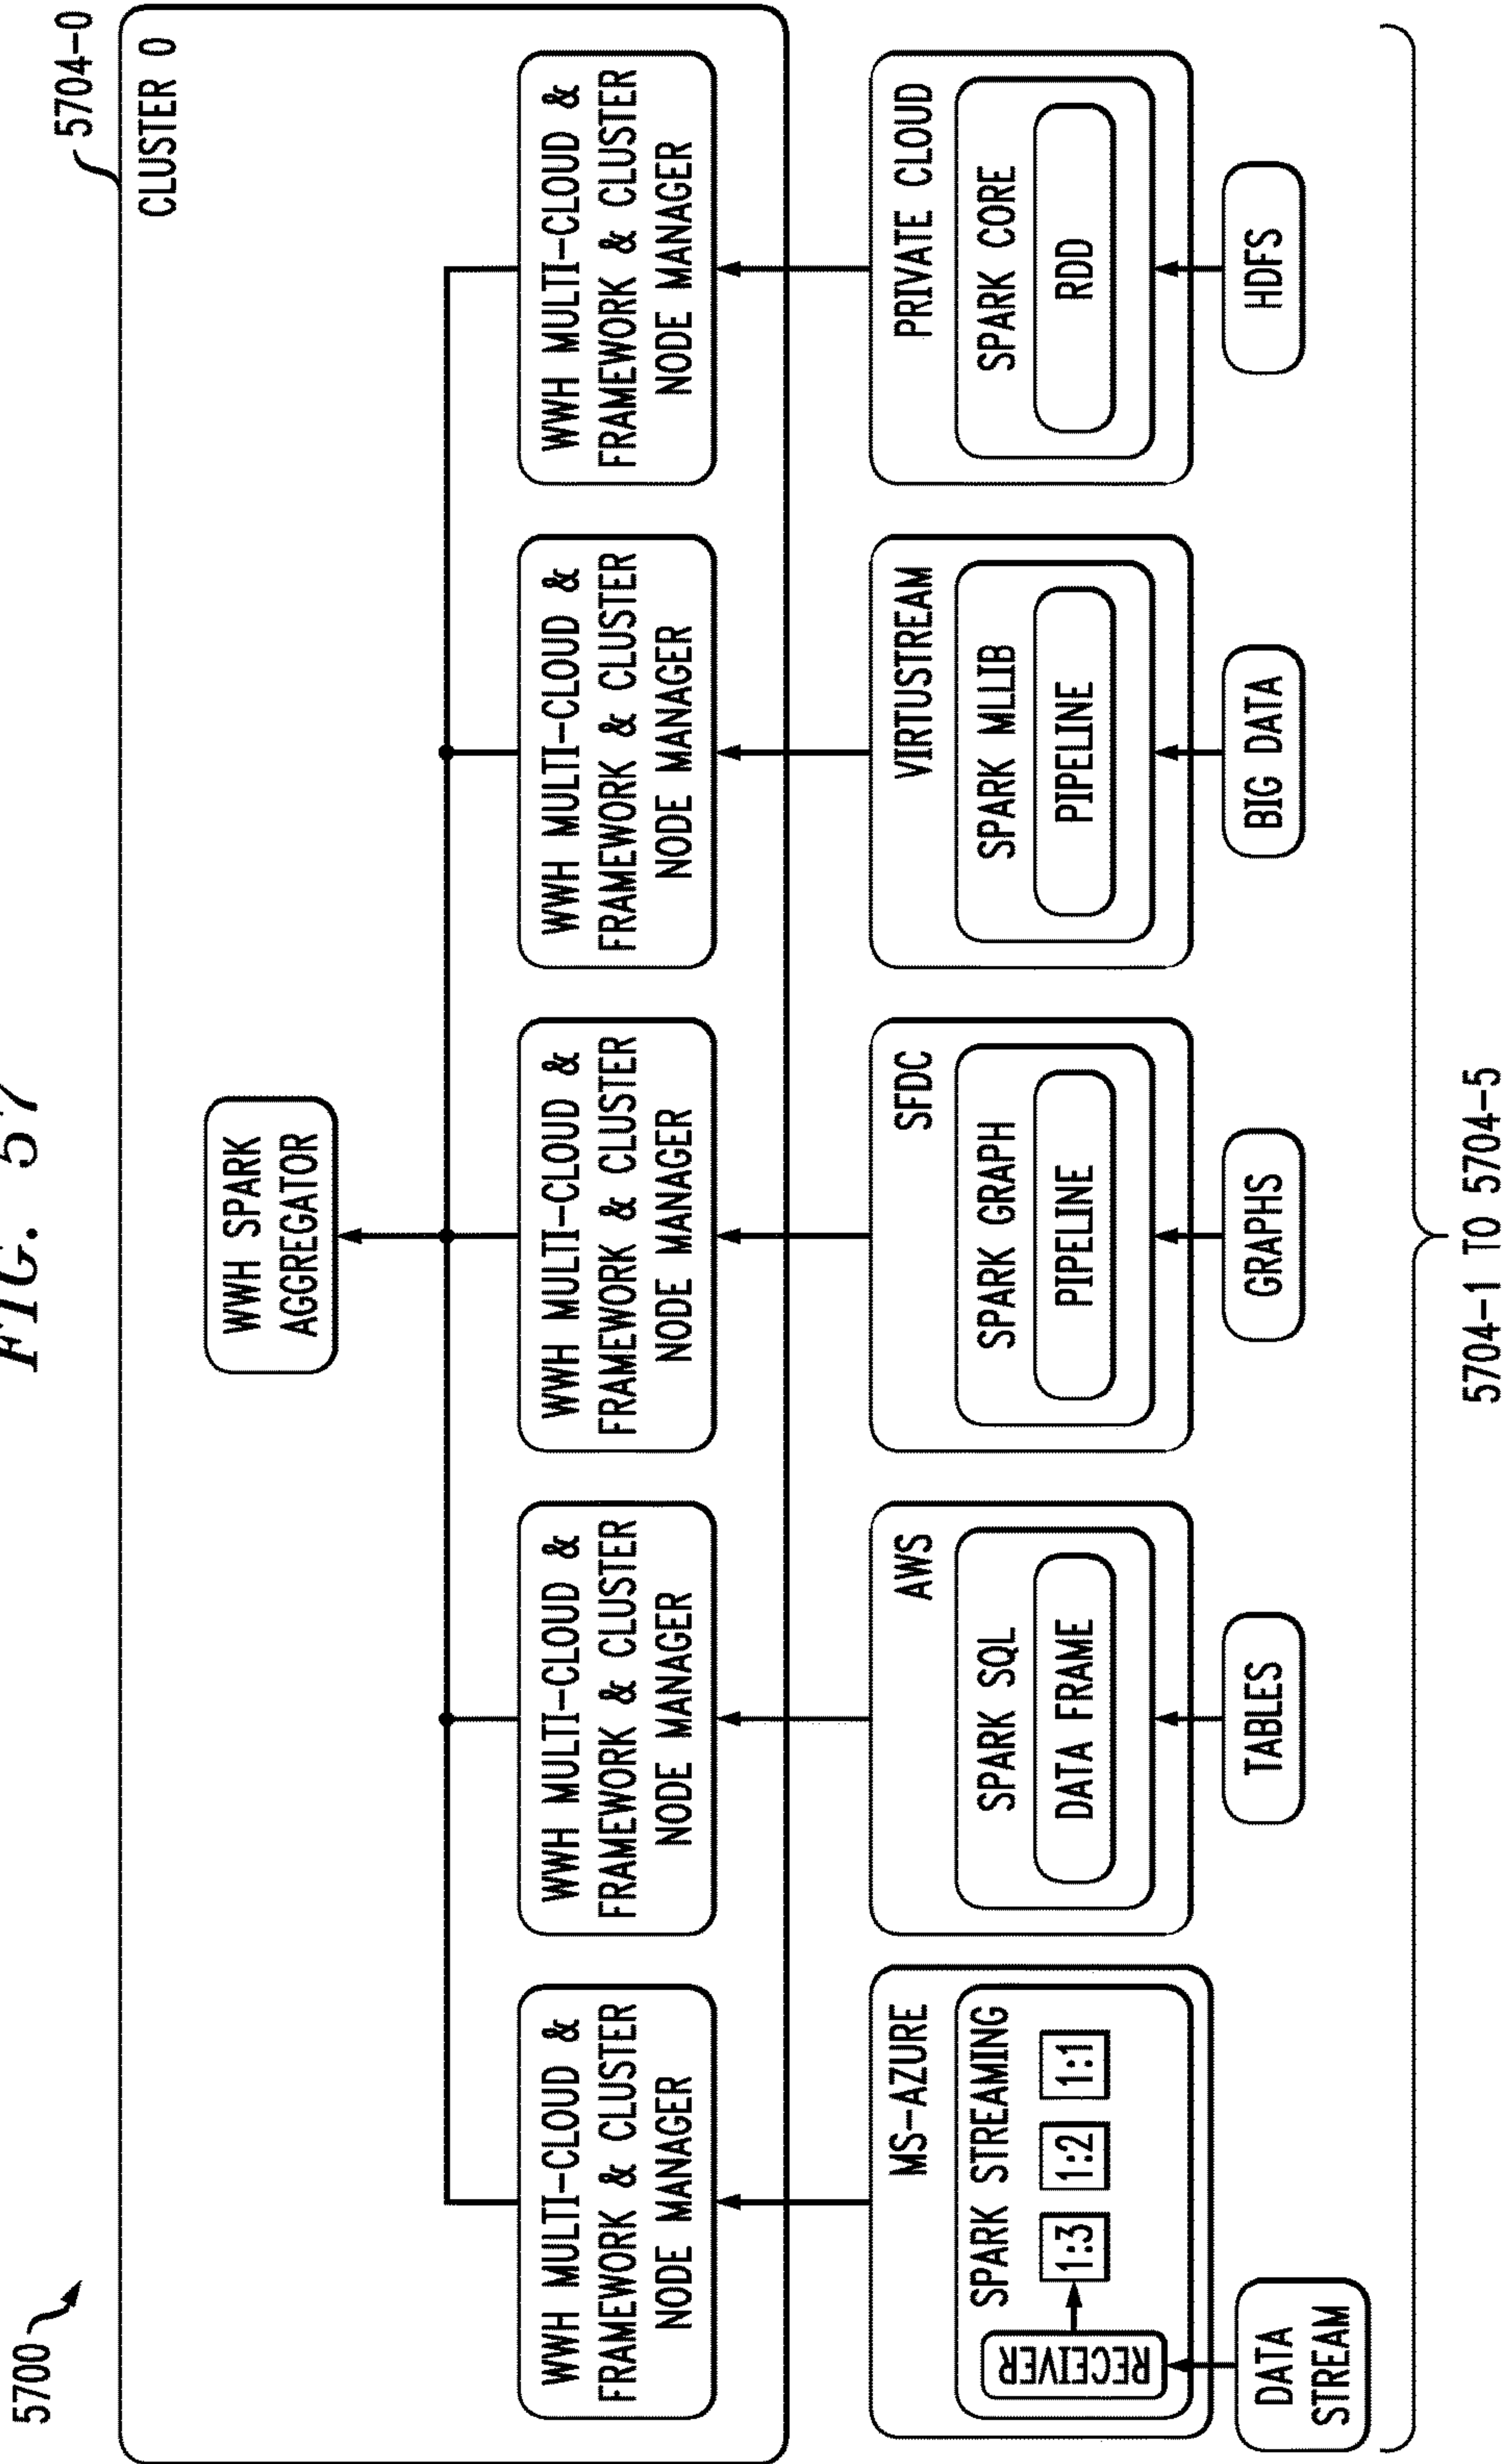 FIG. 57
5700
5704-0
CLUSTER 0
WWH SPARK
AGGREGATOR
WWH MULTI-CLOUD &
FRAMEWORK & CLUSTER
NODE MANAGER
WWH MULTI-CLOUD &
FRAMEWORK & CLUSTER
NODE MANAGER
WWH MULTI-CLOUD &
FRAMEWORK & CLUSTER
NODE MANAGER
WWH MULTI-CLOUD &
FRAMEWORK & CLUSTER
NODE MANAGER
WWH MULTI-CLOUD &
FRAMEWORK & CLUSTER
NODE MANAGER
MS-AZURE
SPARK STREAMING
RECEIVER
1:3
1:2
1:1
DATA
STREAM
AWS
SPARK SQL
DATA FRAME
TABLES
SFDC
SPARK GRAPH
PIPELINE
GRAPHS
VIRTUSTREAM
SPARK MLLIB
PIPELINE
BIG DATA
PRIVATE CLOUD
SPARK CORE
RDD
HDFS
5704-1 TO 5704-5